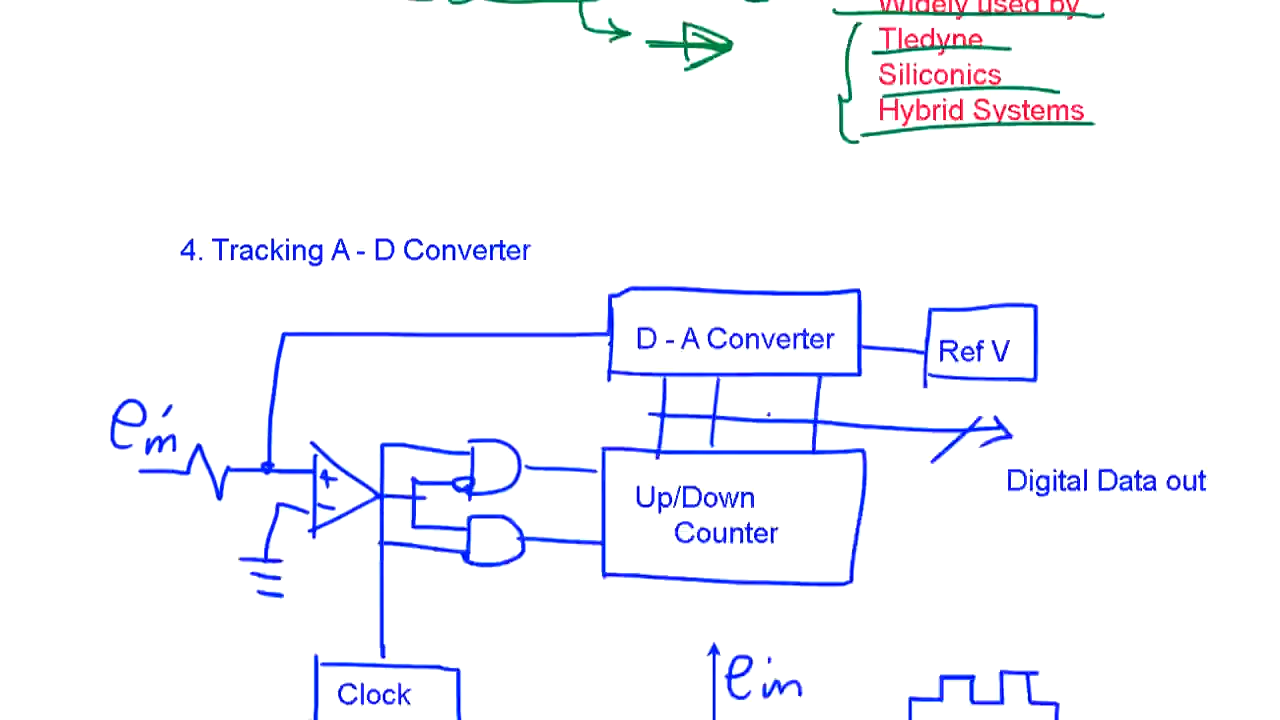 Widely used by
Tledyne
Siliconics
Hybrid Systems
4. Tracking A - D Converter
D - A Converter
Ref V
ein
+
-
Digital Data out
Up/Down
Counter
Clock
ein